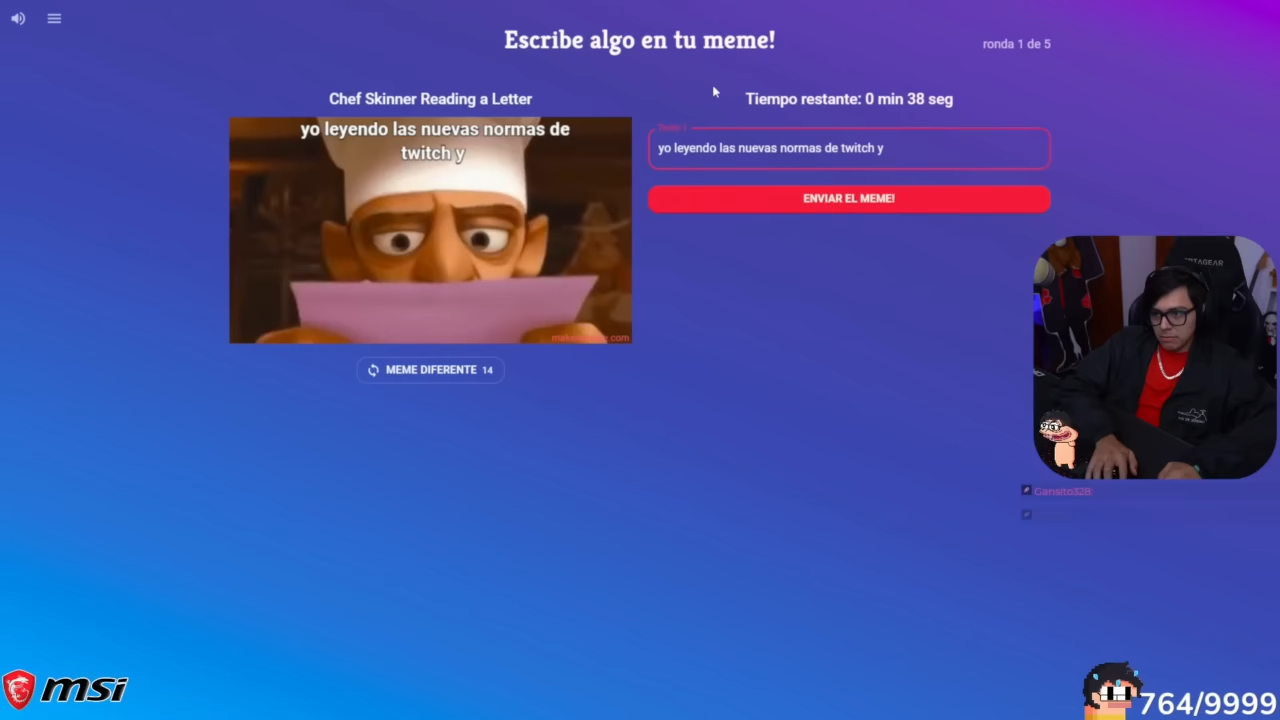 Escribe algo en tu meme!
ronda 1 de 5
Chef Skinner Reading a Letter
Tiempo restante: 0 min 38 seg
yo leyendo las nuevas normas de
twitch y
yo leyendo las nuevas normas de twitch y
ENVIAR EL MEME!
MEME DIFERENTE 14
Gansito328:
msi
764/9999